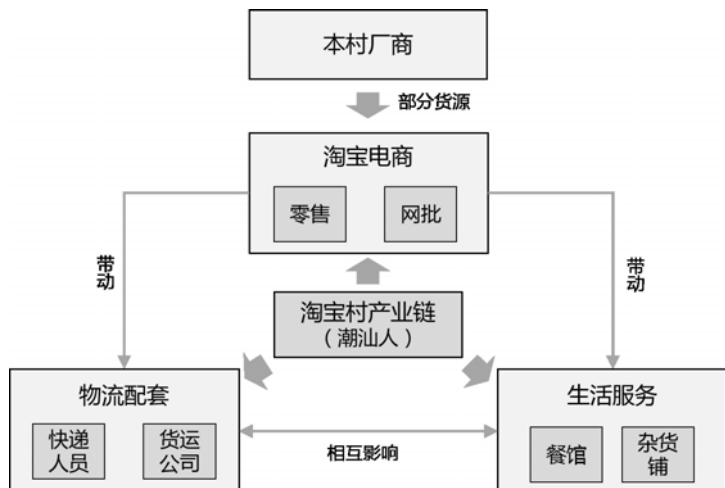 本村厂商
部分货源
淘宝电商
零售
网批
带动
带动
淘宝村产业链
（潮汕人）
物流配套
快递
人员
货运
公司
相互影响
生活服务
餐馆
杂货
铺